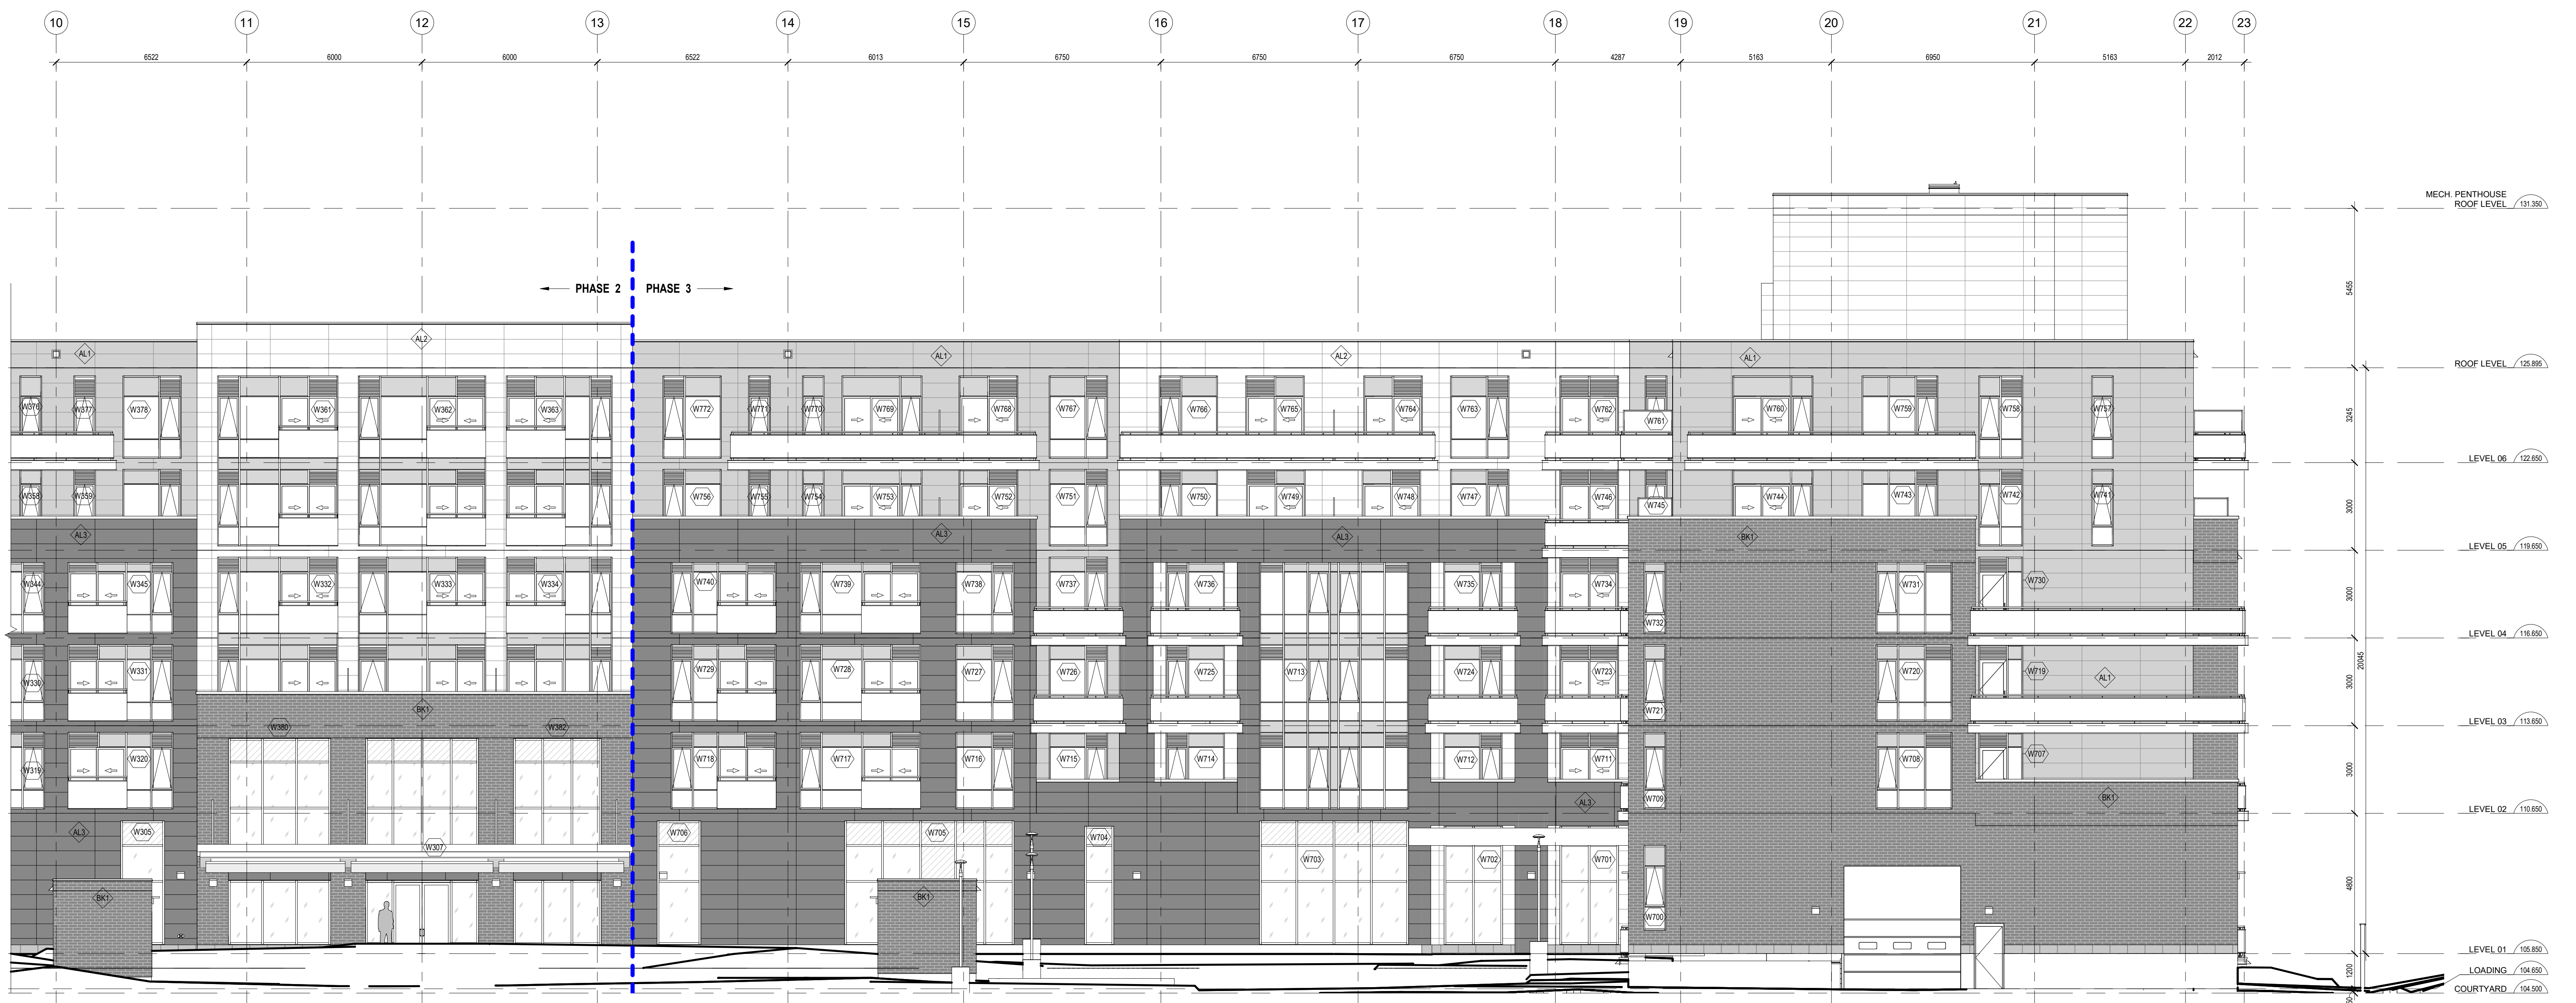 10 11 12 13 14 15 16 17 18 19 20 21 22 23
6522 6000 6000 6522 6013 6750 6750 6750 4287 5163 6950 5163 2012
MECH. PENTHOUSE
ROOF LEVEL 131.350
5455
PHASE 2 PHASE 3
AL2
AL1 AL1 AL2 AL1
ROOF LEVEL 125.895
W376 W377 W378 W361 W362 W363 W772 W771 W770 W769 W768 W767 W766 W765 W764 W763 W762 W760 W759 W758 W757
W761
3245
LEVEL 06 122.650
W358 W359 W756 W755 W754 W753 W752 W751 W750 W749 W748 W747 W746 W744 W743 W742 W741
W745
3000
AL3 AL3 AL3 BK1
LEVEL 05 119.650
W344 W345 W332 W333 W334 W740 W739 W738 W737 W736 W735 W734 W731 W730
3000
W732
LEVEL 04 116.650
20045
W330 W331 W729 W728 W727 W726 W725 W713 W724 W723 W720 W719 AL1
3000
BK1
W721
W380 W382
LEVEL 03 113.650
W319 W320 W718 W717 W716 W715 W714 W712 W711 W708 W707
3000
AL3 W709 BK1
LEVEL 02 110.650
AL3 W305 W307 W706 W705 W704 W703 W702 W701
4800
BK1 BK1
W700
LEVEL 01 105.850
1200
LOADING 104.650
COURTYARD 104.500